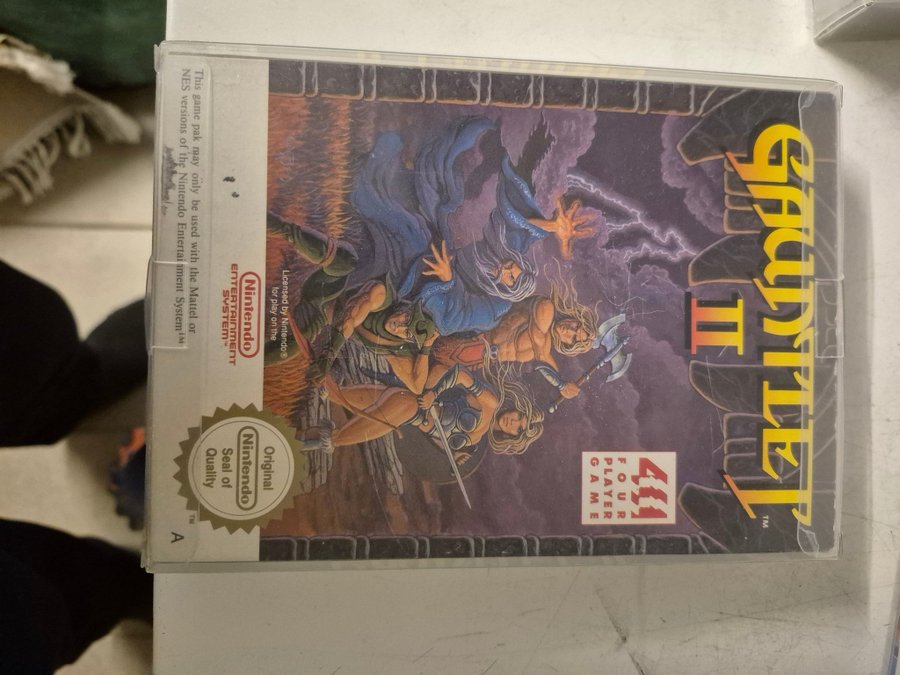 GAUNTLET™
II
4
FOUR
PLAYER
GAME
Licensed by Nintendo®
for play on the
Nintendo
ENTERTAINMENT
SYSTEM™
Original
Nintendo
Seal of
Quality
TM
A
This game pak may only be used with the Mattel or
NES versions of the Nintendo Entertainment System™